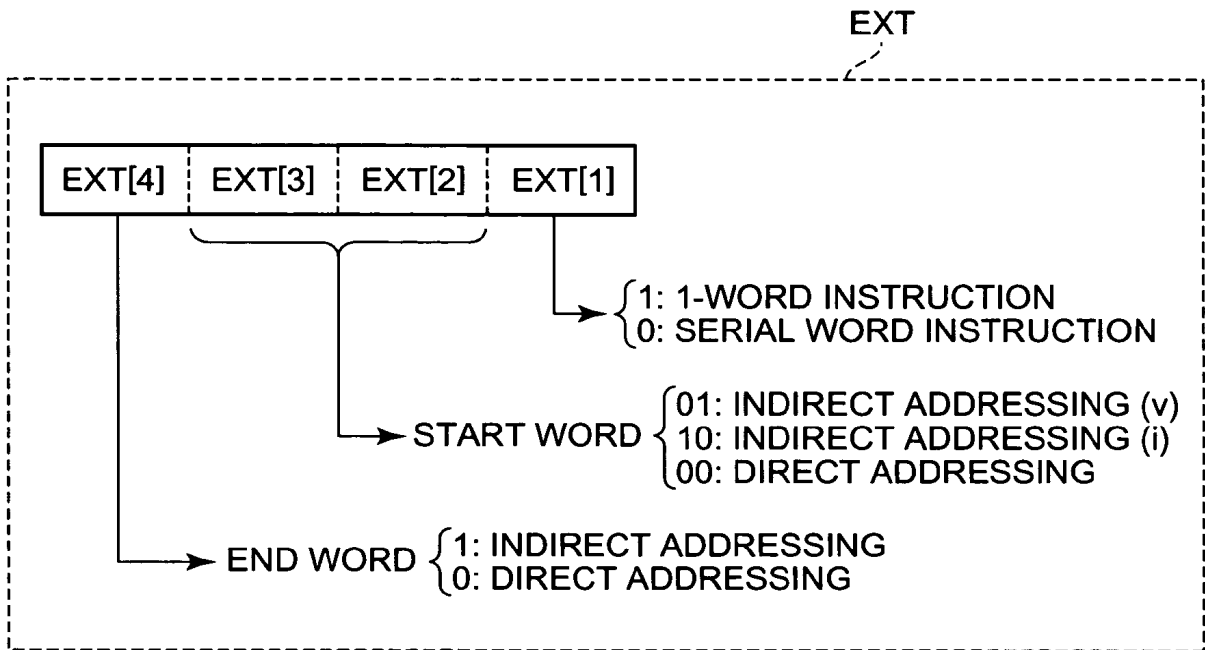 EXT
EXT[4] EXT[3] EXT[2] EXT[1]
1: 1-WORD INSTRUCTION
0: SERIAL WORD INSTRUCTION
01: INDIRECT ADDRESSING (v)
START WORD 10: INDIRECT ADDRESSING (i)
00: DIRECT ADDRESSING
END WORD 1: INDIRECT ADDRESSING
0: DIRECT ADDRESSING